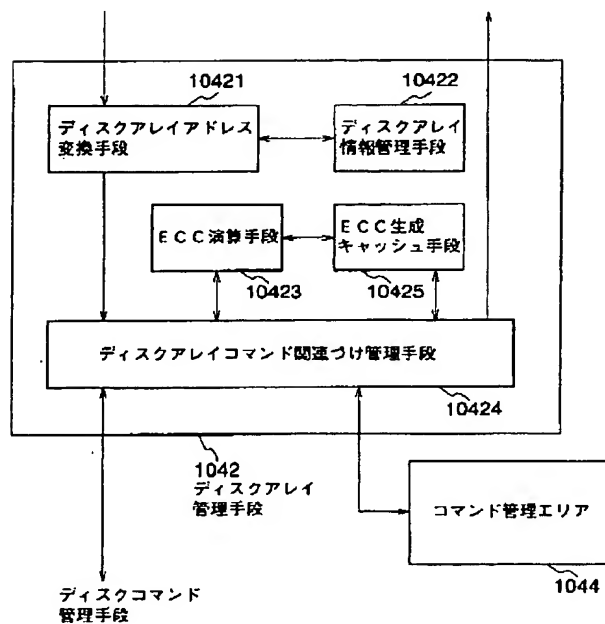 10421
10422
ディスクアレイアドレス
変換手段
ディスクアレイ
情報管理手段
ECC演算手段
ECC生成
キャッシュ手段
10423
10425
ディスクアレイコマンド関連づけ管理手段
10424
1042
ディスクアレイ
管理手段
コマンド管理エリア
1044
ディスクコマンド
管理手段